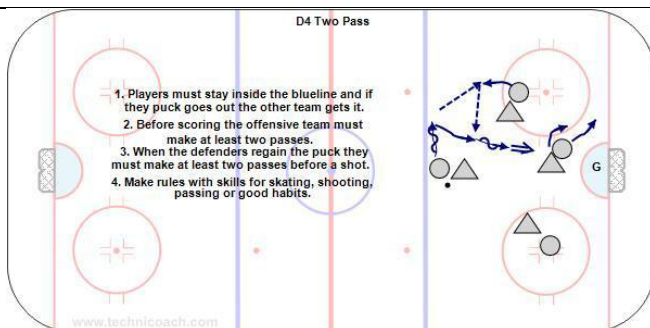 D4 Two Pass
1. Players must stay inside the blueline and if
they puck goes out the other team gets it.
2. Before scoring the offensive team must
make at least two passes.
3. When the defenders regain the puck they
must make at least two passes before a shot.
4. Make rules with skills for skating, shooting,
passing or good habits.
G
www.technicoach.com